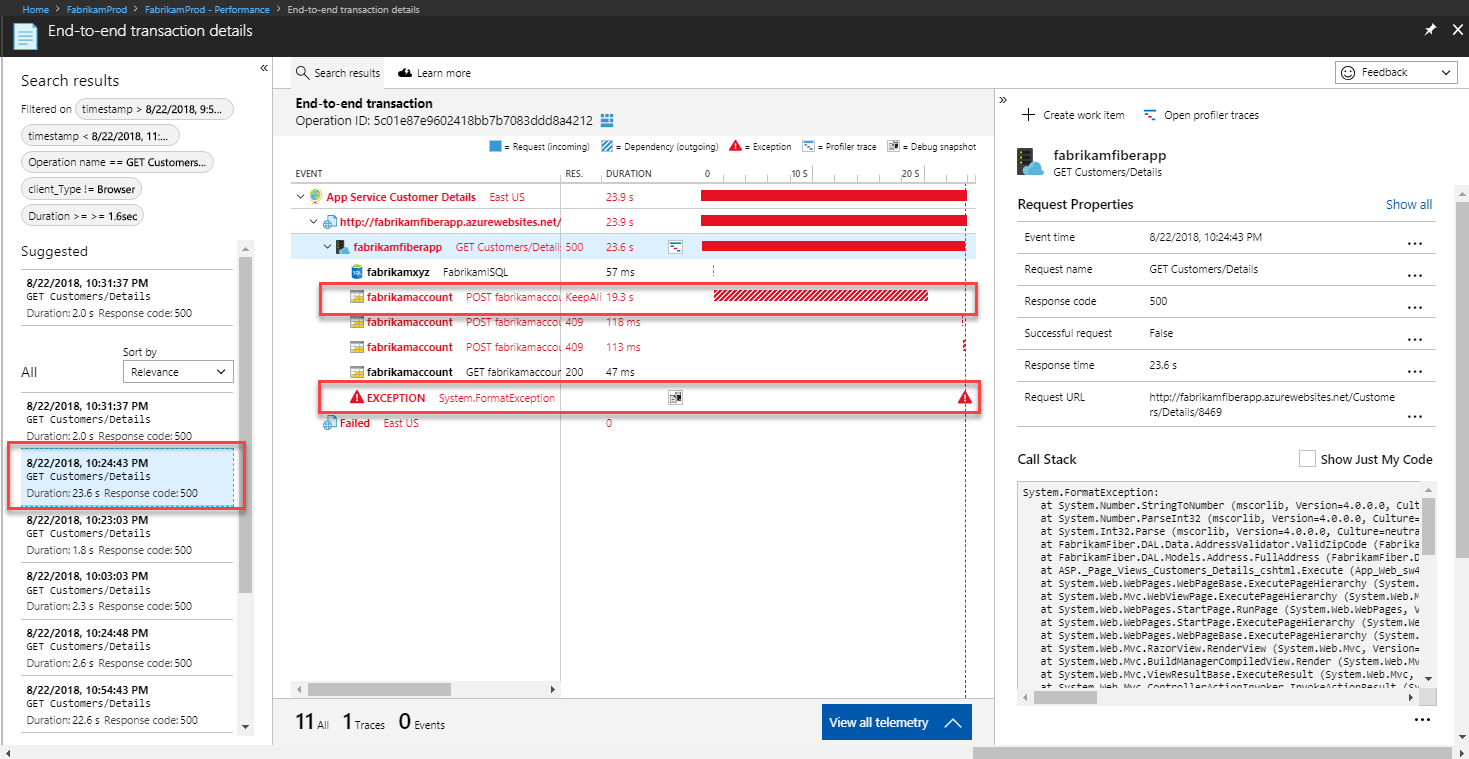 Home > FabrikamProd > FabrikamProd - Performance > End-to-end transaction details
End-to-end transaction details
Search results
Filtered on timestamp > 8/22/2018, 9:5...
timestamp < 8/22/2018, 11:...
Operation name == GET Customers...
client_Type != Browser
Duration >= >= 1.6sec
Suggested
8/22/2018, 10:31:37 PM
GET Customers/Details
Duration: 2.0 s Response code: 500
Sort by
All
Relevance
8/22/2018, 10:31:37 PM
GET Customers/Details
Duration: 2.0 s Response code: 500
8/22/2018, 10:24:43 PM
GET Customers/Details
Duration: 23.6 s Response code: 500
8/22/2018, 10:23:03 PM
GET Customers/Details
Duration: 1.8 s Response code: 500
8/22/2018, 10:03:03 PM
GET Customers/Details
Duration: 2.3 s Response code: 500
8/22/2018, 10:24:48 PM
GET Customers/Details
Duration: 2.6 s Response code: 500
8/22/2018, 10:54:43 PM
GET Customers/Details
Duration: 22.6 s Response code: 500
Search results Learn more
Feedback
End-to-end transaction
Operation ID: 5c01e87e9602418bb7b7083ddd8a4212
= Request (incoming) = Dependency (outgoing) = Exception = Profiler trace = Debug snapshot
EVENT RES. DURATION 0 10 S 20 S
App Service Customer Details East US 23.9 s
http://fabrikamfiberapp.azurewebsites.net/ 23.9 s
fabrikamfiberapp GET Customers/Details 500 23.6 s
fabrikamxyz FabrikamISQL 57 ms
fabrikamaccount POST fabrikamaccou KeepAli 19.3 s
fabrikamaccount POST fabrikamaccou 409 118 ms
fabrikamaccount POST fabrikamaccou 409 113 ms
fabrikamaccount GET fabrikamaccour 200 47 ms
EXCEPTION System.FormatException
Failed East US 0
11 All 1 Traces 0 Events
View all telemetry
Create work item Open profiler traces
fabrikamfiberapp
GET Customers/Details
Request Properties Show all
Event time 8/22/2018, 10:24:43 PM ...
Request name GET Customers/Details ...
Response code 500 ...
Successful request False ...
Response time 23.6 s ...
Request URL http://fabrikamfiberapp.azurewebsites.net/Custome
rs/Details/8469 ...
Call Stack Show Just My Code
System.FormatException:
at System.Number.StringToNumber (mscorlib, Version=4.0.0.0, Cult
at System.Number.ParseInt32 (mscorlib, Version=4.0.0.0, Culture=
at System.Int32.Parse (mscorlib, Version=4.0.0.0, Culture=neutra
at FabrikamFiber.DAL.Data.AddressValidator.ValidZipCode (Fabrika
at FabrikamFiber.DAL.Models.Address.FullAddress (FabrikamFiber.D
at ASP._Page_Views_Customers_Details_cshtml.Execute (App_Web_sw4
at System.Web.WebPages.WebPageBase.ExecutePageHierarchy (System.
at System.Web.Mvc.WebViewPage.ExecutePageHierarchy (System.Web.M
at System.Web.WebPages.StartPage.RunPage (System.Web.WebPages, V
at System.Web.WebPages.StartPage.ExecutePageHierarchy (System.We
at System.Web.WebPages.WebPageBase.ExecutePageHierarchy (System.
at System.Web.Mvc.RazorView.RenderView (System.Web.Mvc, Version=
at System.Web.Mvc.BuildManagerCompiledView.Render (System.Web.Mv
at System.Web.Mvc.ViewResultBase.ExecuteResult (System.Web.Mvc,
at System.Web.Mvc.ControllerActionInvoker.InvokeActionResult (Sy
...